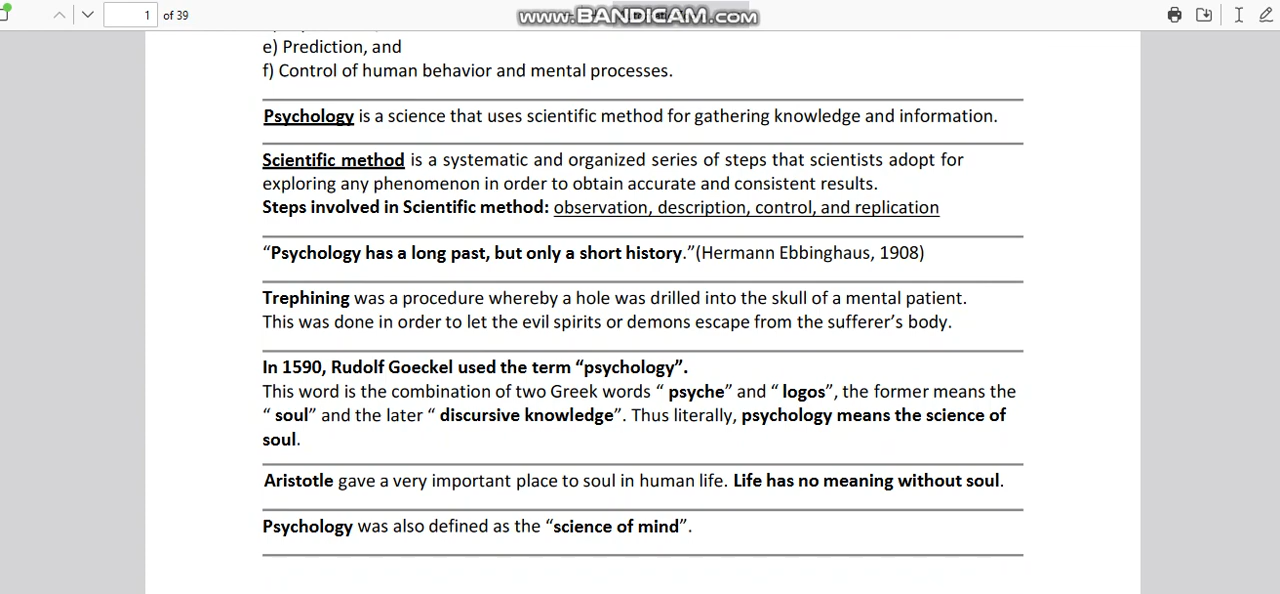 1 of 39
www.BANDICAM.com
e) Prediction, and
f) Control of human behavior and mental processes.
Psychology is a science that uses scientific method for gathering knowledge and information.
Scientific method is a systematic and organized series of steps that scientists adopt for
exploring any phenomenon in order to obtain accurate and consistent results.
Steps involved in Scientific method: observation, description, control, and replication
“Psychology has a long past, but only a short history.”(Hermann Ebbinghaus, 1908)
Trephining was a procedure whereby a hole was drilled into the skull of a mental patient.
This was done in order to let the evil spirits or demons escape from the sufferer’s body.
In 1590, Rudolf Goeckel used the term “psychology”.
This word is the combination of two Greek words “ psyche” and “ logos”, the former means the
“ soul” and the later “ discursive knowledge”. Thus literally, psychology means the science of
soul.
Aristotle gave a very important place to soul in human life. Life has no meaning without soul.
Psychology was also defined as the “science of mind”.